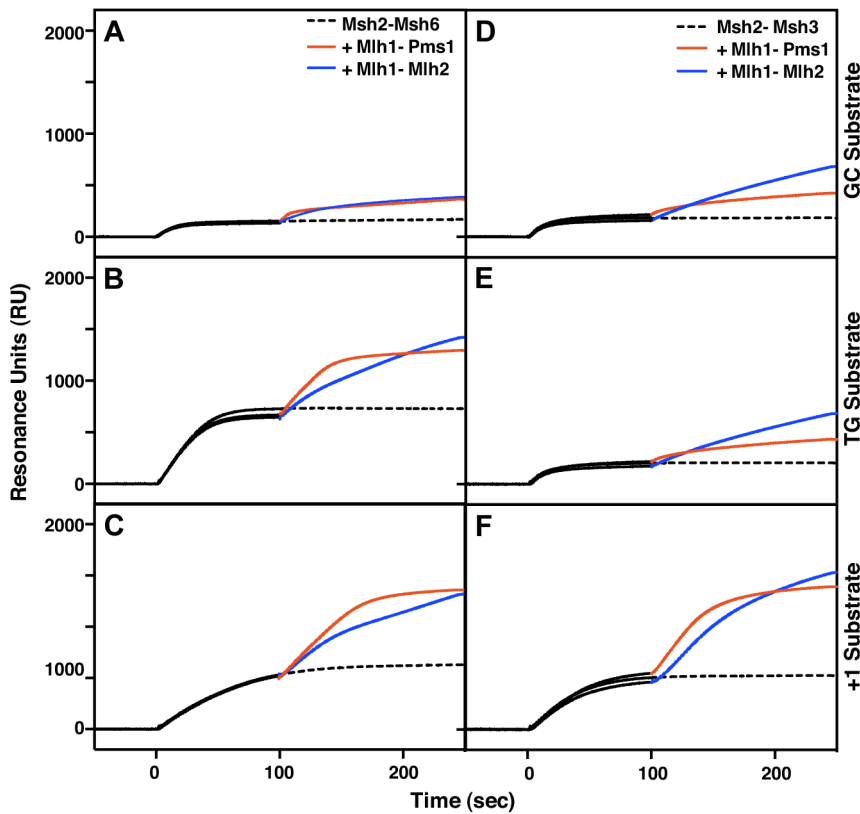 A
Msh2-Msh6
+ Mlh1- Pms1
+ Mlh1- Mlh2
D
Msh2- Msh3
+ Mlh1- Pms1
+ Mlh1- Mlh2
2000
1000
0
GC Substrate
B
E
2000
1000
0
TG Substrate
C
F
2000
1000
0
+1 Substrate
Resonance Units (RU)
0
100
200
0
100
200
Time (sec)